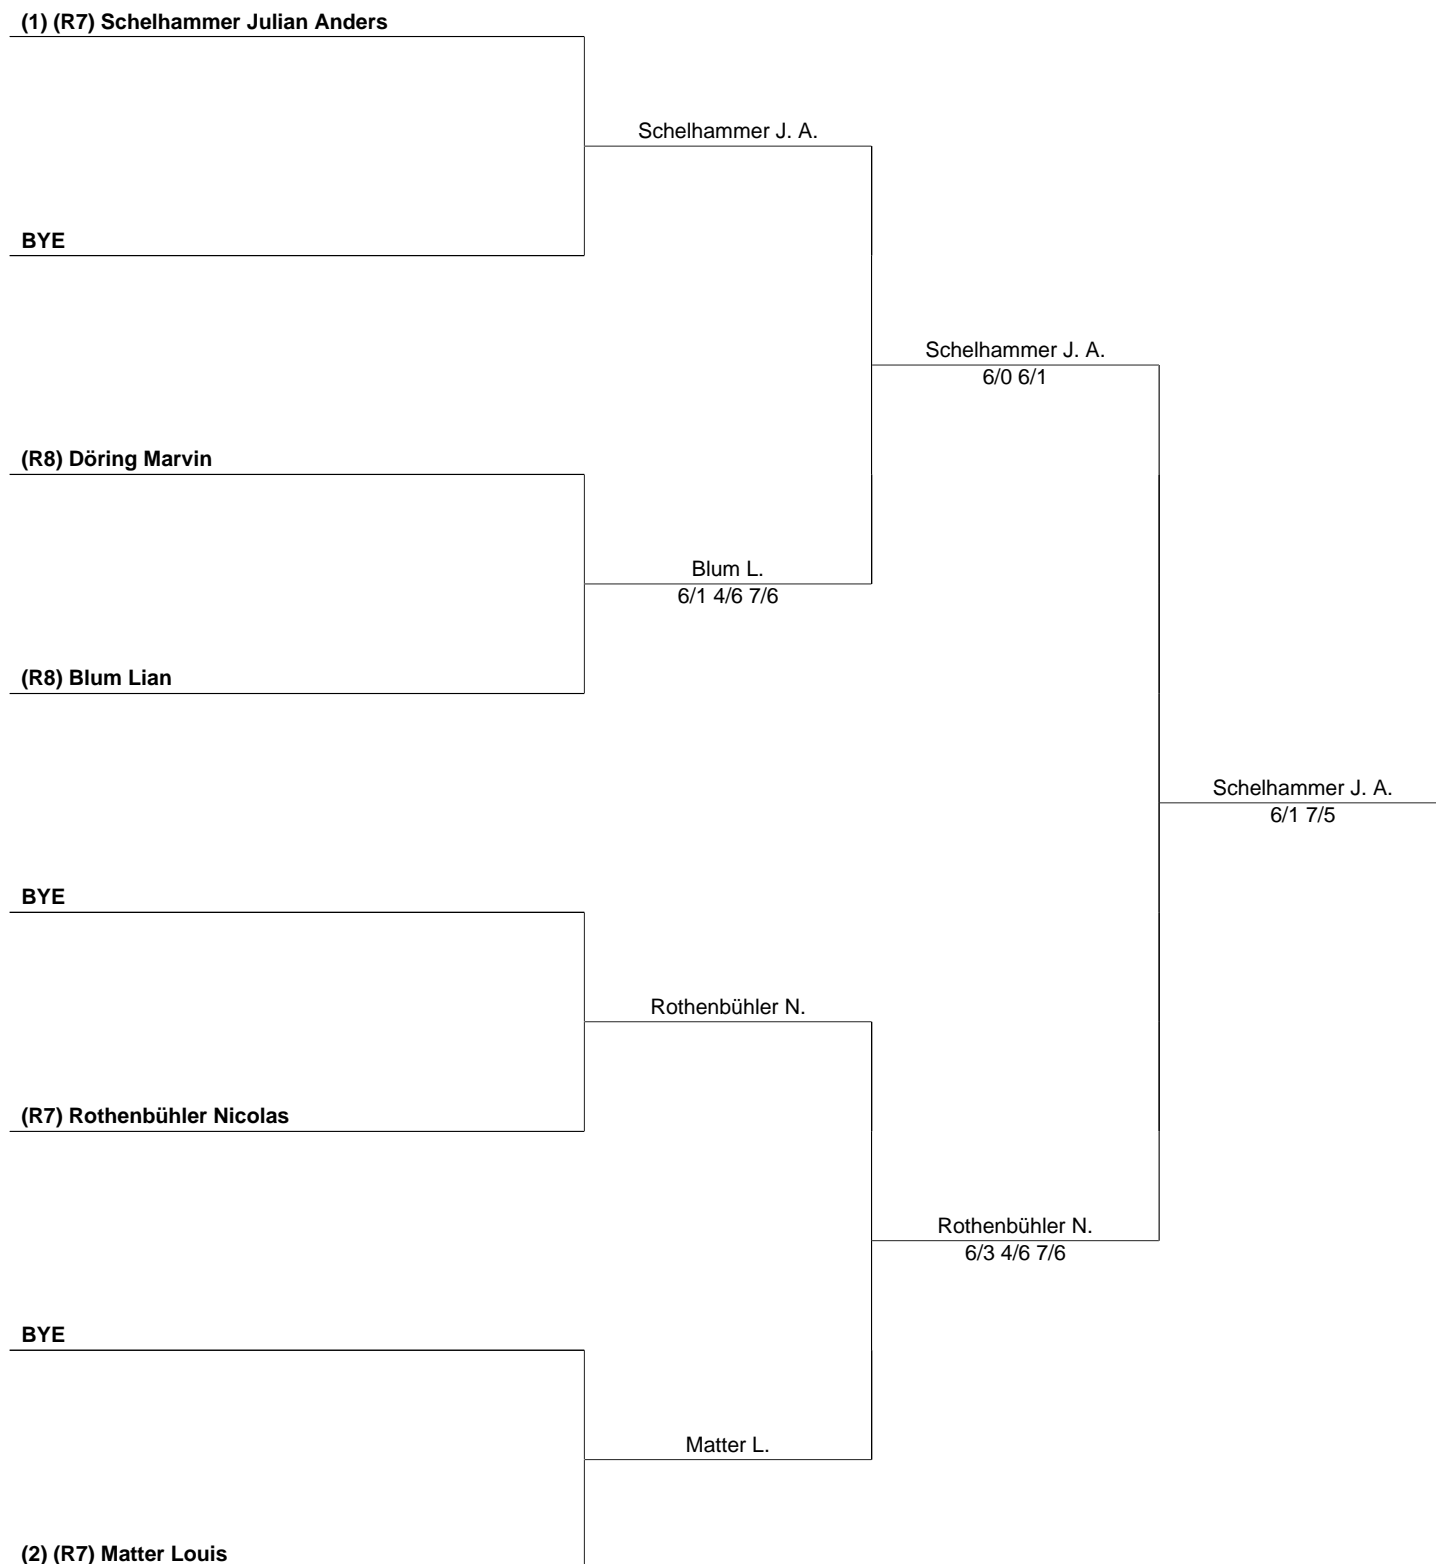 (1) (R7) Schelhammer Julian Anders
Schelhammer J. A.
BYE
Schelhammer J. A.
6/0 6/1
(R8) Döring Marvin
Blum L.
6/1 4/6 7/6
(R8) Blum Lian
Schelhammer J. A.
6/1 7/5
BYE
Rothenbühler N.
(R7) Rothenbühler Nicolas
Rothenbühler N.
6/3 4/6 7/6
BYE
Matter L.
(2) (R7) Matter Louis